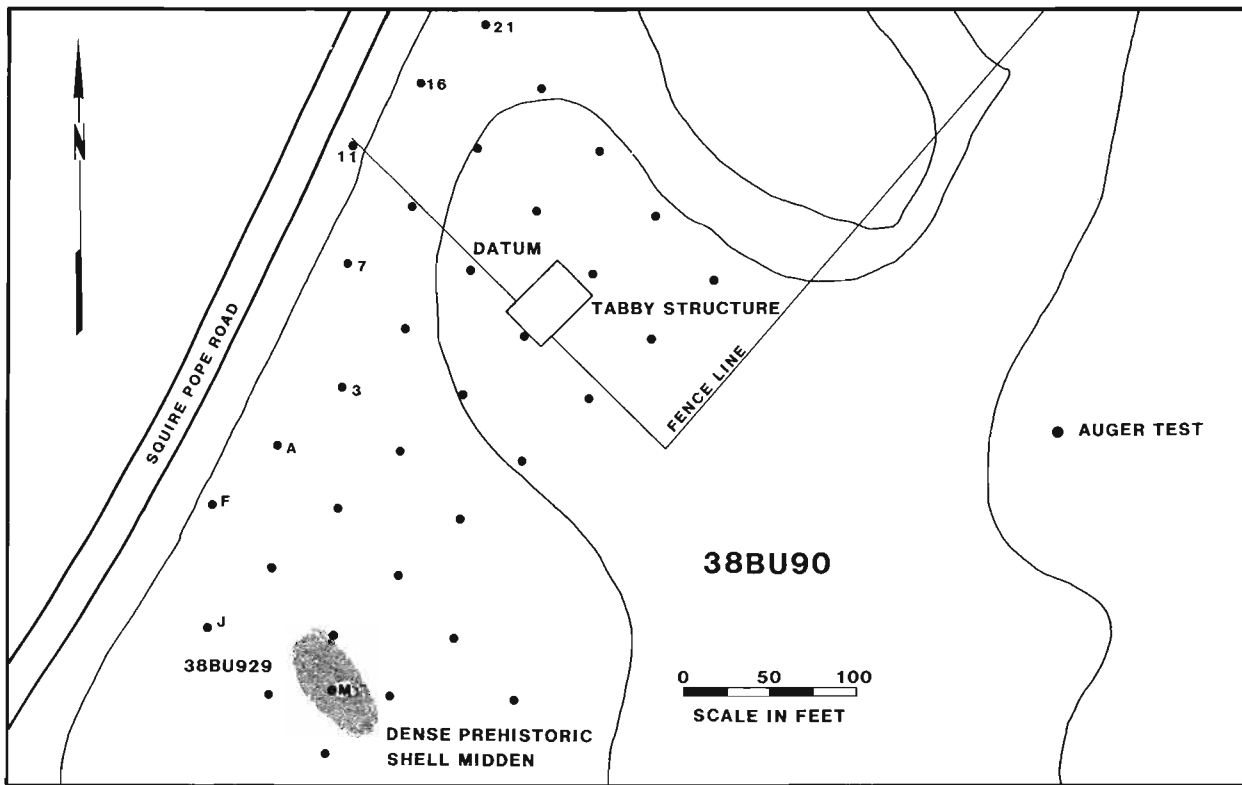 21
16
N
11
DATUM
7
TABBY STRUCTURE
SQUIRE POPE ROAD
FENCE LINE
3
A
AUGER TEST
F
38BU90
J
38BU929
M
0 50 100
SCALE IN FEET
DENSE PREHISTORIC
SHELL MIDDEN